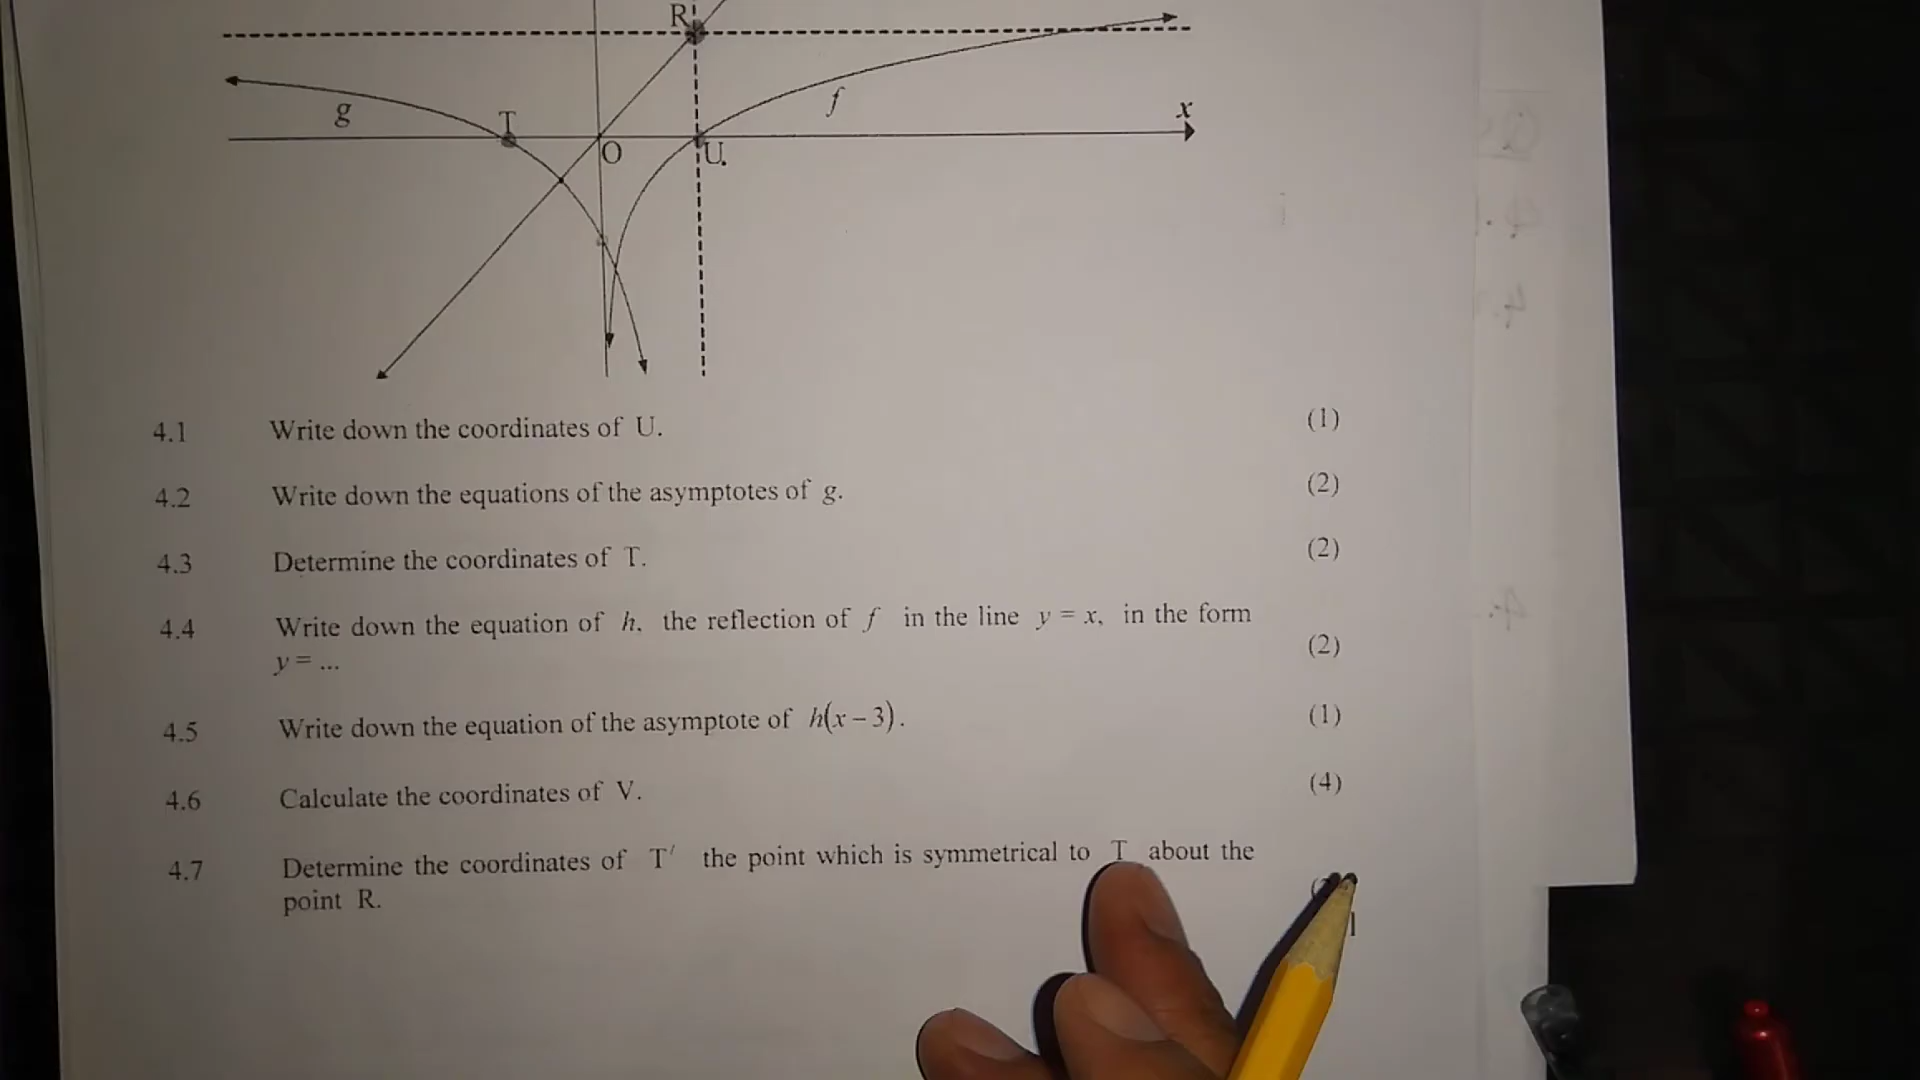 R
g
T
f
x
O
U.
4.1 Write down the coordinates of U. (1)
4.2 Write down the equations of the asymptotes of g. (2)
4.3 Determine the coordinates of T. (2)
4.4 Write down the equation of h, the reflection of f in the line y = x, in the form
y = ... (2)
4.5 Write down the equation of the asymptote of h(x – 3). (1)
4.6 Calculate the coordinates of V. (4)
4.7 Determine the coordinates of T′ the point which is symmetrical to T about the
point R.